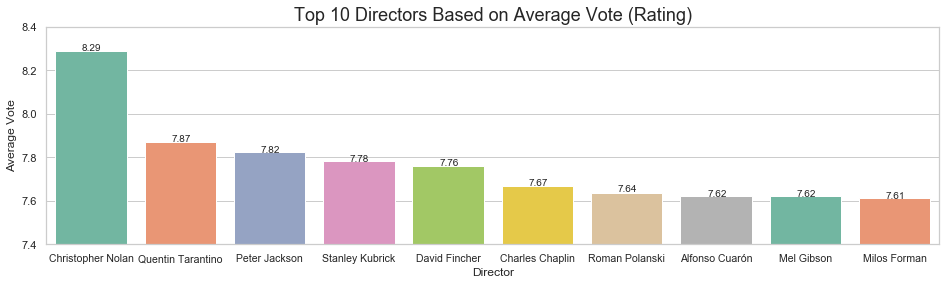 Top 10 Directors Based on Average Vote (Rating)
Average Vote
8.4
8.2
8.0
7.8
7.6
7.4
8.29
7.87
7.82
7.78
7.76
7.67
7.64
7.62
7.62
7.61
Christopher Nolan
Quentin Tarantino
Peter Jackson
Stanley Kubrick
David Fincher
Charles Chaplin
Roman Polanski
Alfonso Cuarón
Mel Gibson
Milos Forman
Director